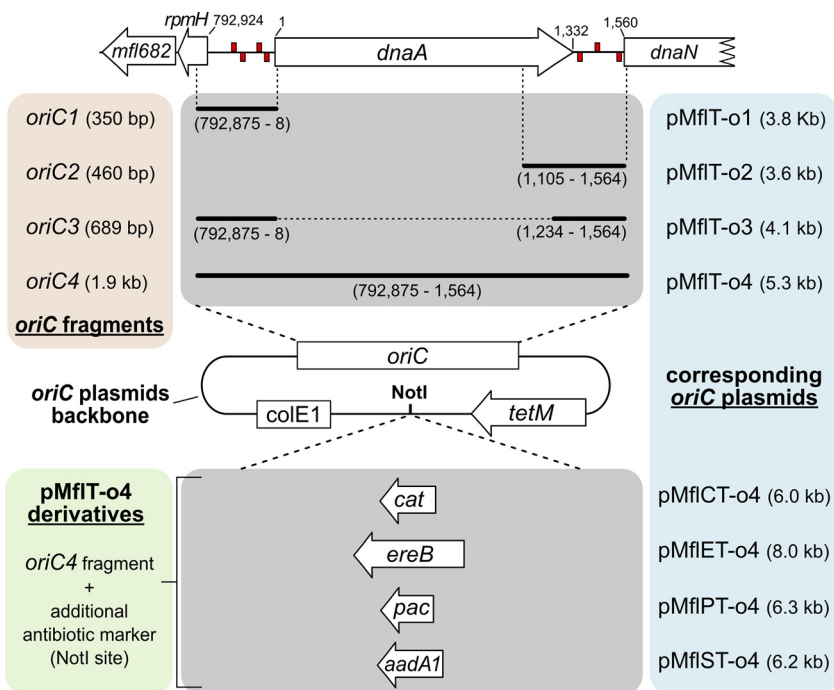 rpmH 792,924 1 1,332 1,560
mfl682 dnaA dnaN
oriC1 (350 bp) (792,875 - 8) pMflT-o1 (3.8 Kb)
oriC2 (460 bp) (1,105 - 1,564) pMflT-o2 (3.6 kb)
oriC3 (689 bp) (792,875 - 8) (1,234 - 1,564) pMflT-o3 (4.1 kb)
oriC4 (1.9 kb) (792,875 - 1,564) pMflT-o4 (5.3 kb)
oriC fragments
oriC
oriC plasmids
backbone
NotI
colE1 tetM
corresponding
oriC plasmids
pMflT-o4
derivatives
oriC4 fragment
+
additional
antibiotic marker
(NotI site)
cat pMflCT-o4 (6.0 kb)
ereB pMflET-o4 (8.0 kb)
pac pMflPT-o4 (6.3 kb)
aadA1 pMflST-o4 (6.2 kb)